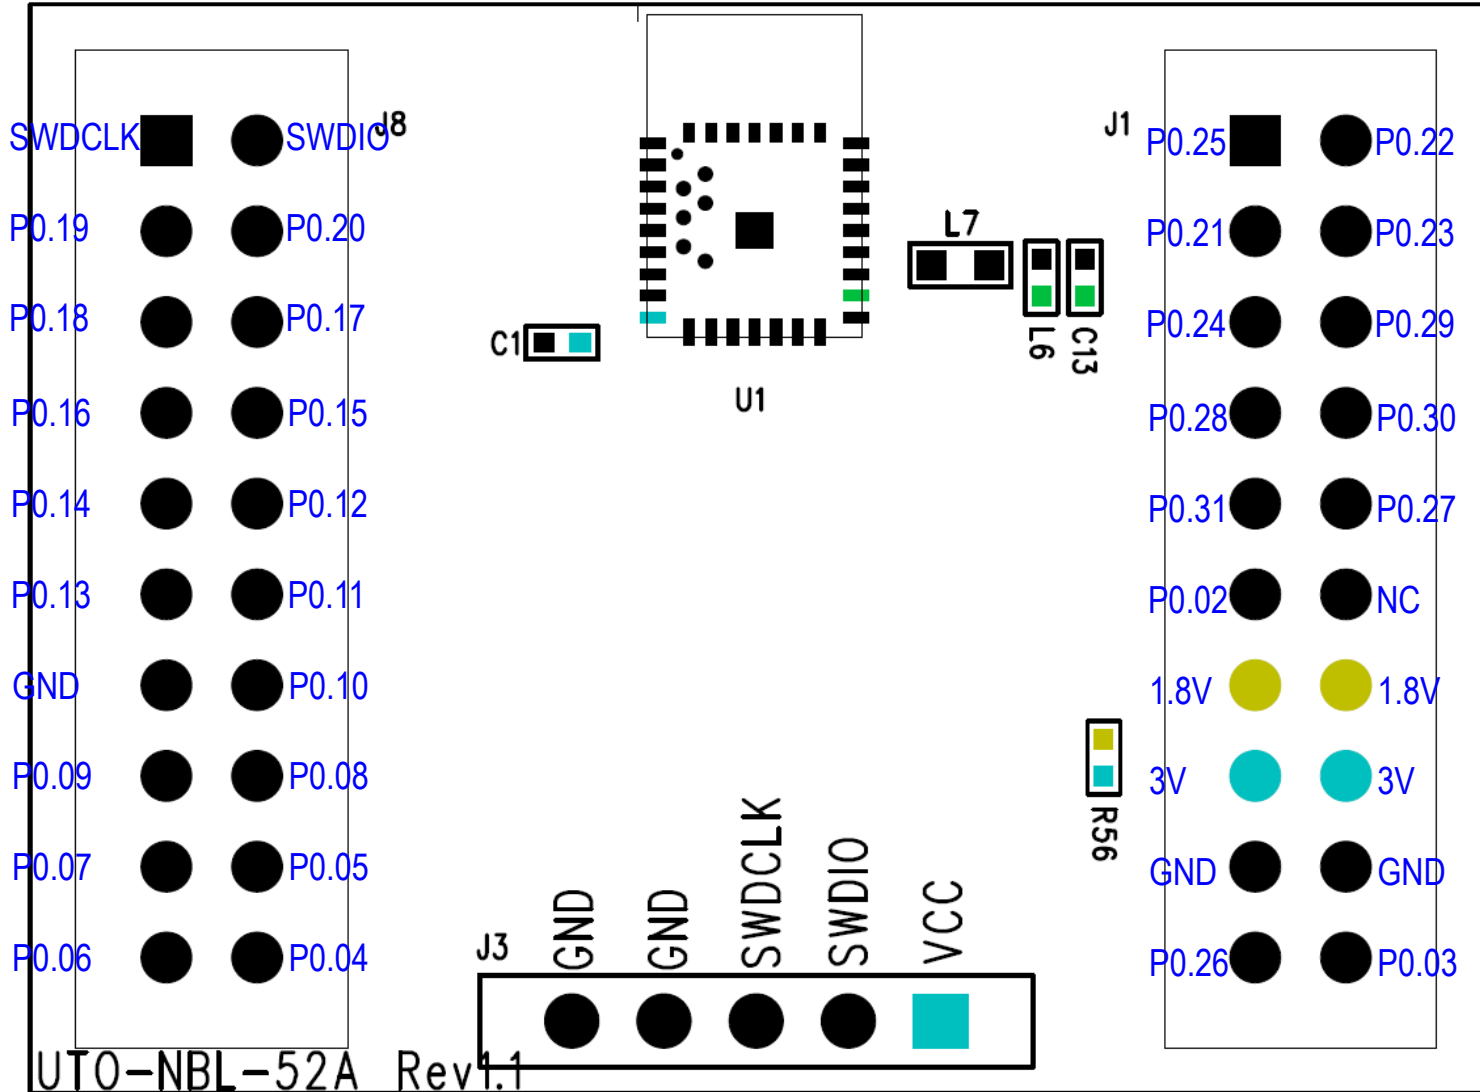 SWDCLK SWDIO J8 J1 P0.25 P0.22
P0.19 P0.20 L7 P0.21 P0.23
P0.18 P0.17 C1 L6 C13 P0.24 P0.29
U1
P0.16 P0.15 P0.28 P0.30
P0.14 P0.12 P0.31 P0.27
P0.13 P0.11 P0.02 NC
GND P0.10 1.8V 1.8V
P0.09 P0.08 3V 3V
R56
P0.07 P0.05 GND GND
J3 GND GND SWDCLK SWDIO VCC
P0.06 P0.04 P0.26 P0.03
UTO-NBL-52A Rev1.1